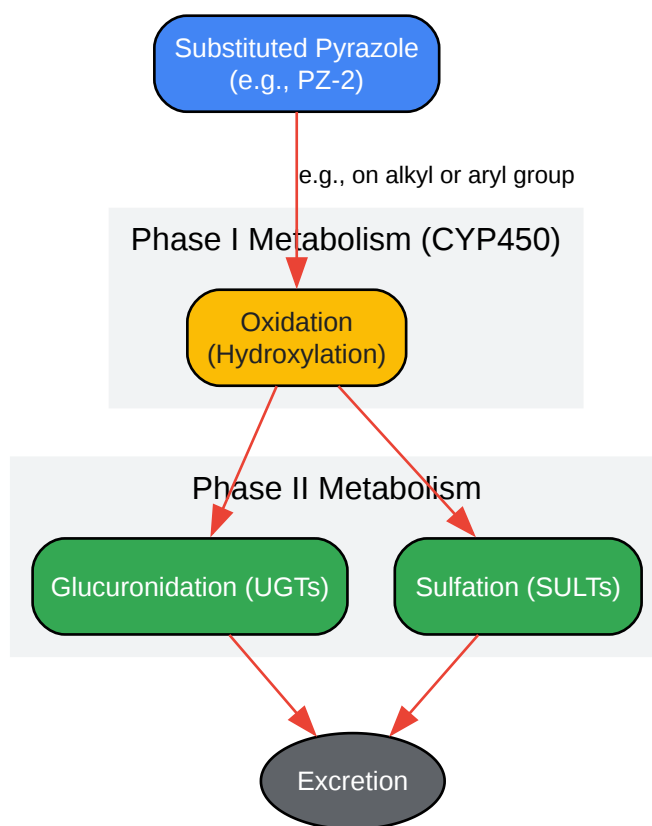 Substituted Pyrazole
(e.g., PZ-2)
e.g., on alkyl or aryl group
Phase I Metabolism (CYP450)
Oxidation
(Hydroxylation)
Phase II Metabolism
Glucuronidation (UGTs)
Sulfation (SULTs)
Excretion